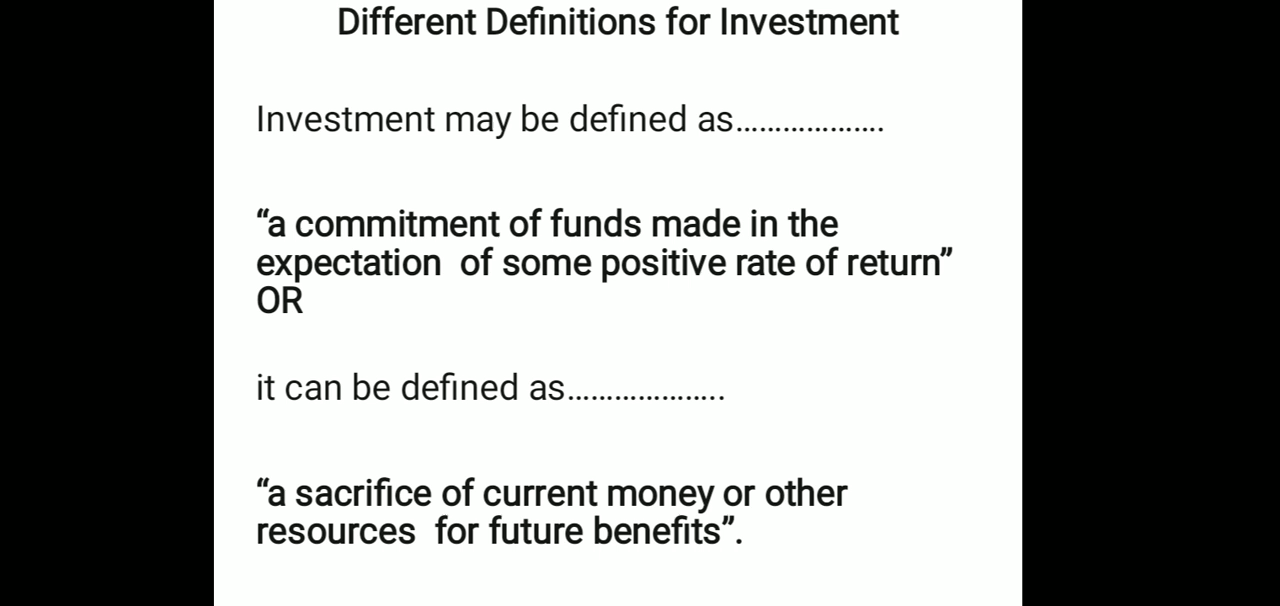 Different Definitions for Investment
Investment may be defined as...................
“a commitment of funds made in the
expectation  of some positive rate of return”
OR
it can be defined as....................
“a sacrifice of current money or other
resources  for future benefits”.